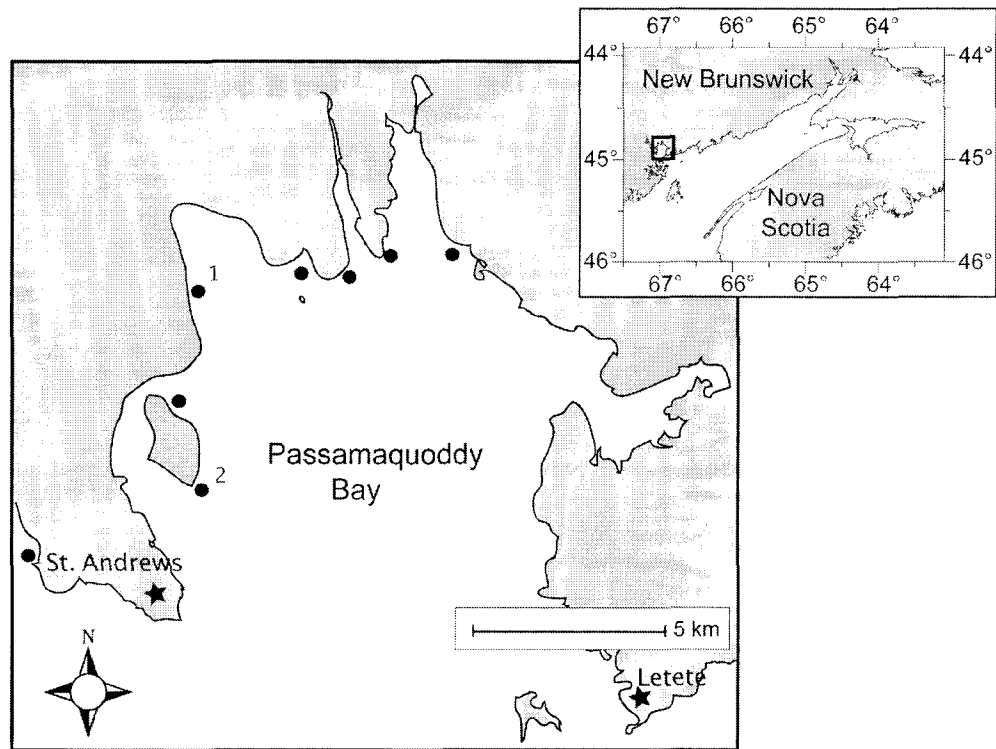 67° 66° 65° 64°
44° 44°
New Brunswick
45° 45°
Nova
Scotia
46° 46°
67° 66° 65° 64°
1
Passamaquoddy
Bay
2
St. Andrews
5 km
N
Letete